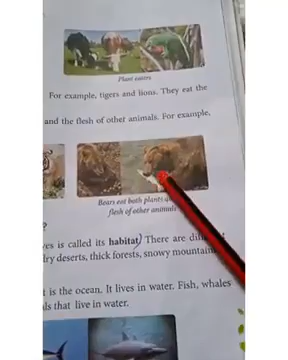 Plant eaters
For example, tigers and lions. They eat the
and the flesh of other animals. For example,
Bears eat both plants
flesh of other animals
?
ves is called its habitat. There are
dry deserts, thick forests, snowy mountain
t is the ocean. It lives in water. Fish, whales
ls that live in water.